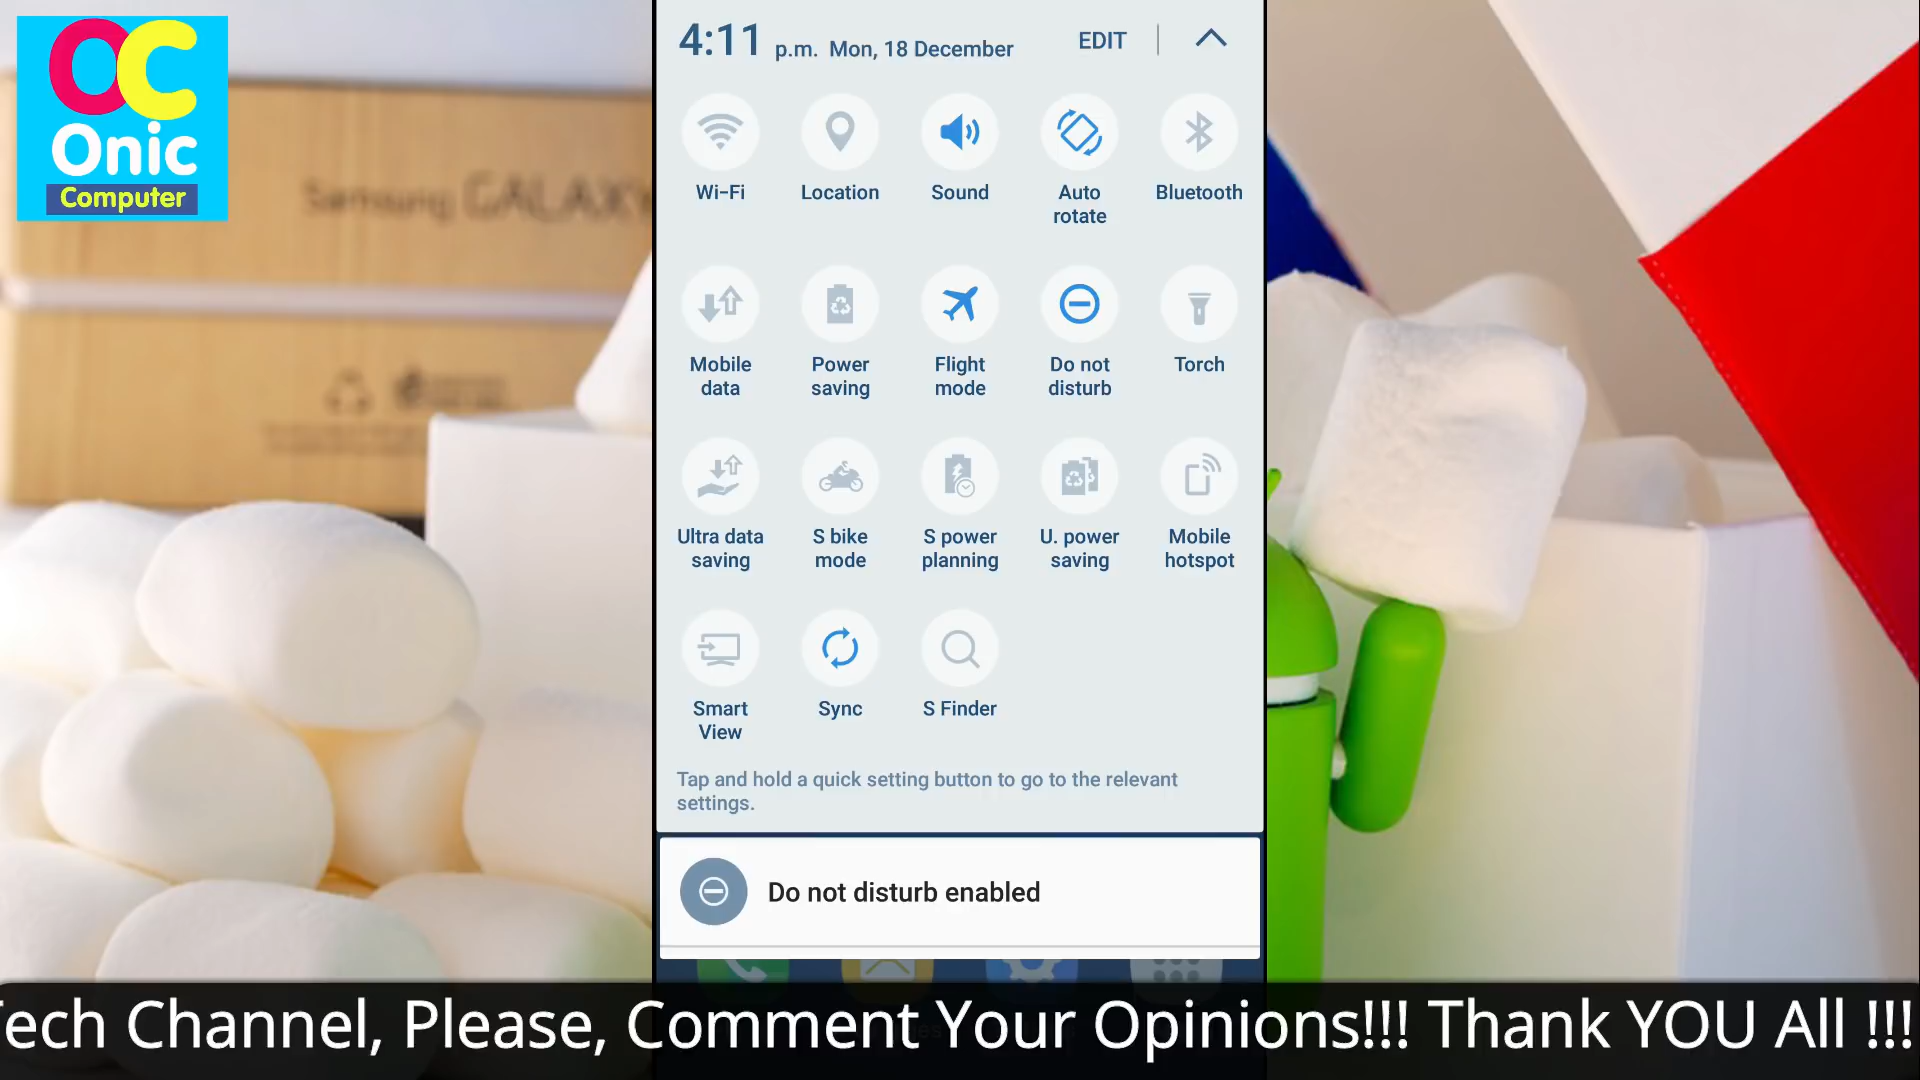 OC
Onic
Computer
Samsung GALAXY
4:11 p.m. Mon, 18 December EDIT
Wi-Fi
Location
Sound
Auto
rotate
Bluetooth
Mobile
data
Power
saving
Flight
mode
Do not
disturb
Torch
Ultra data
saving
S bike
mode
S power
planning
U. power
saving
Mobile
hotspot
Smart
View
Sync
S Finder
Tap and hold a quick setting button to go to the relevant
settings.
Do not disturb enabled
Tech Channel, Please, Comment Your Opinions!!! Thank YOU All !!!